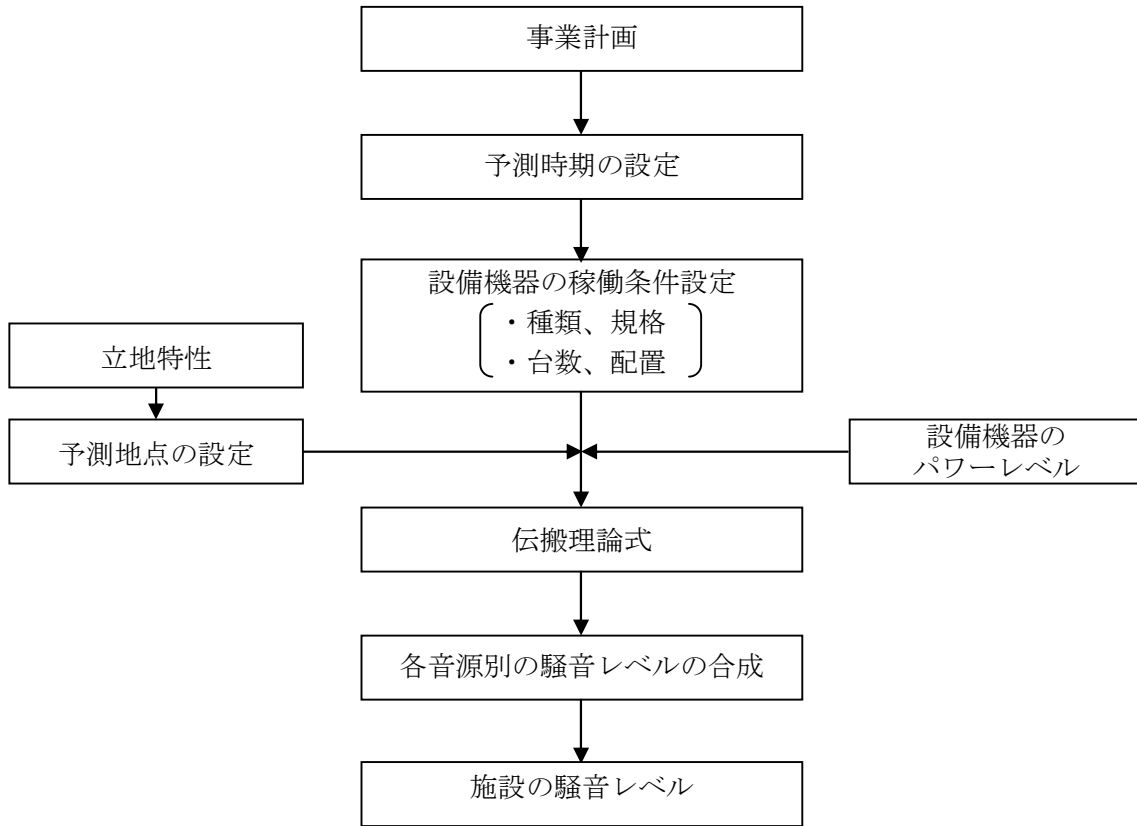 事業計画
予測時期の設定
設備機器の稼働条件設定
・種類、規格
・台数、配置
立地特性
予測地点の設定
設備機器の
パワーレベル
伝搬理論式
各音源別の騒音レベルの合成
施設の騒音レベル